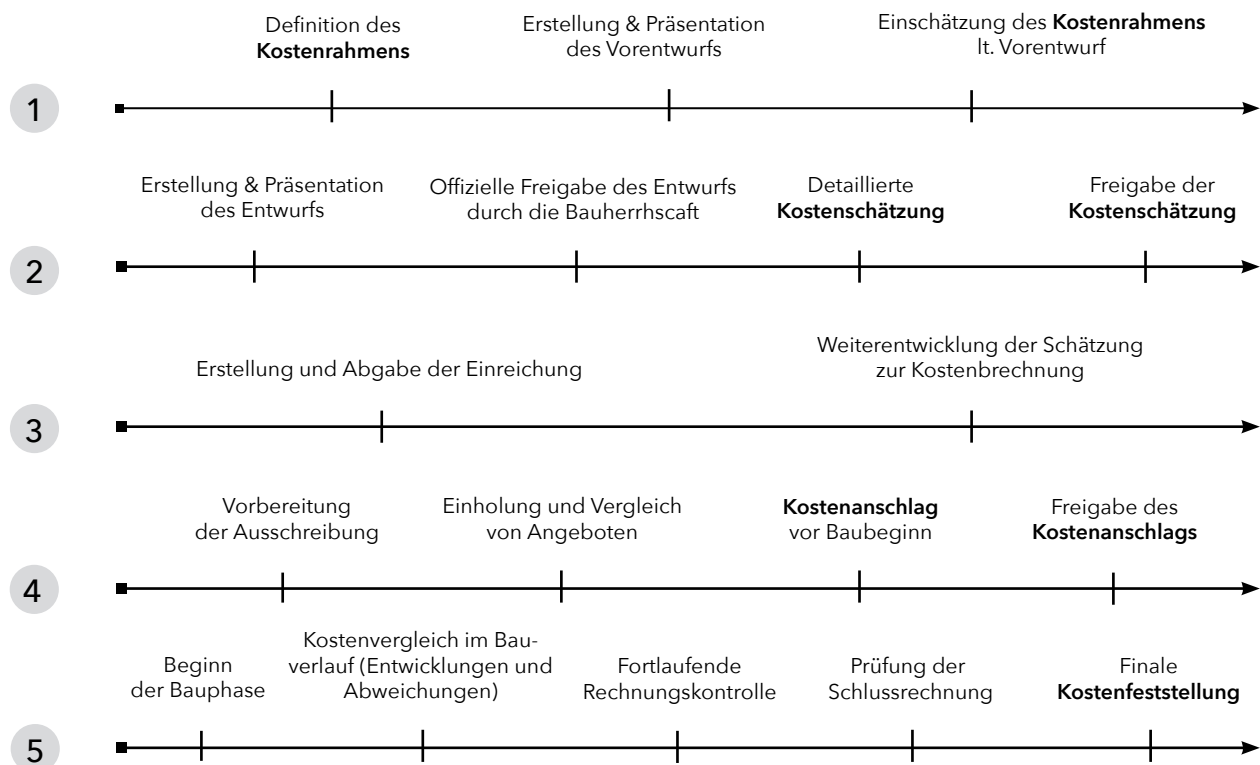 Definition des
Kostenrahmens
Erstellung & Präsentation
des Vorentwurfs
Einschätzung des Kostenrahmens
lt. Vorentwurf
1
Erstellung & Präsentation
des Entwurfs
Offizielle Freigabe des Entwurfs
durch die Bauherrhscaft
Detaillierte
Kostenschätzung
Freigabe der
Kostenschätzung
2
Erstellung und Abgabe der Einreichung
Weiterentwicklung der Schätzung
zur Kostenbrechnung
3
Vorbereitung
der Ausschreibung
Einholung und Vergleich
von Angeboten
Kostenanschlag
vor Baubeginn
Freigabe des
Kostenanschlags
4
Beginn
der Bauphase
Kostenvergleich im Bau-
verlauf (Entwicklungen und
Abweichungen)
Fortlaufende
Rechnungskontrolle
Prüfung der
Schlussrechnung
Finale
Kostenfeststellung
5